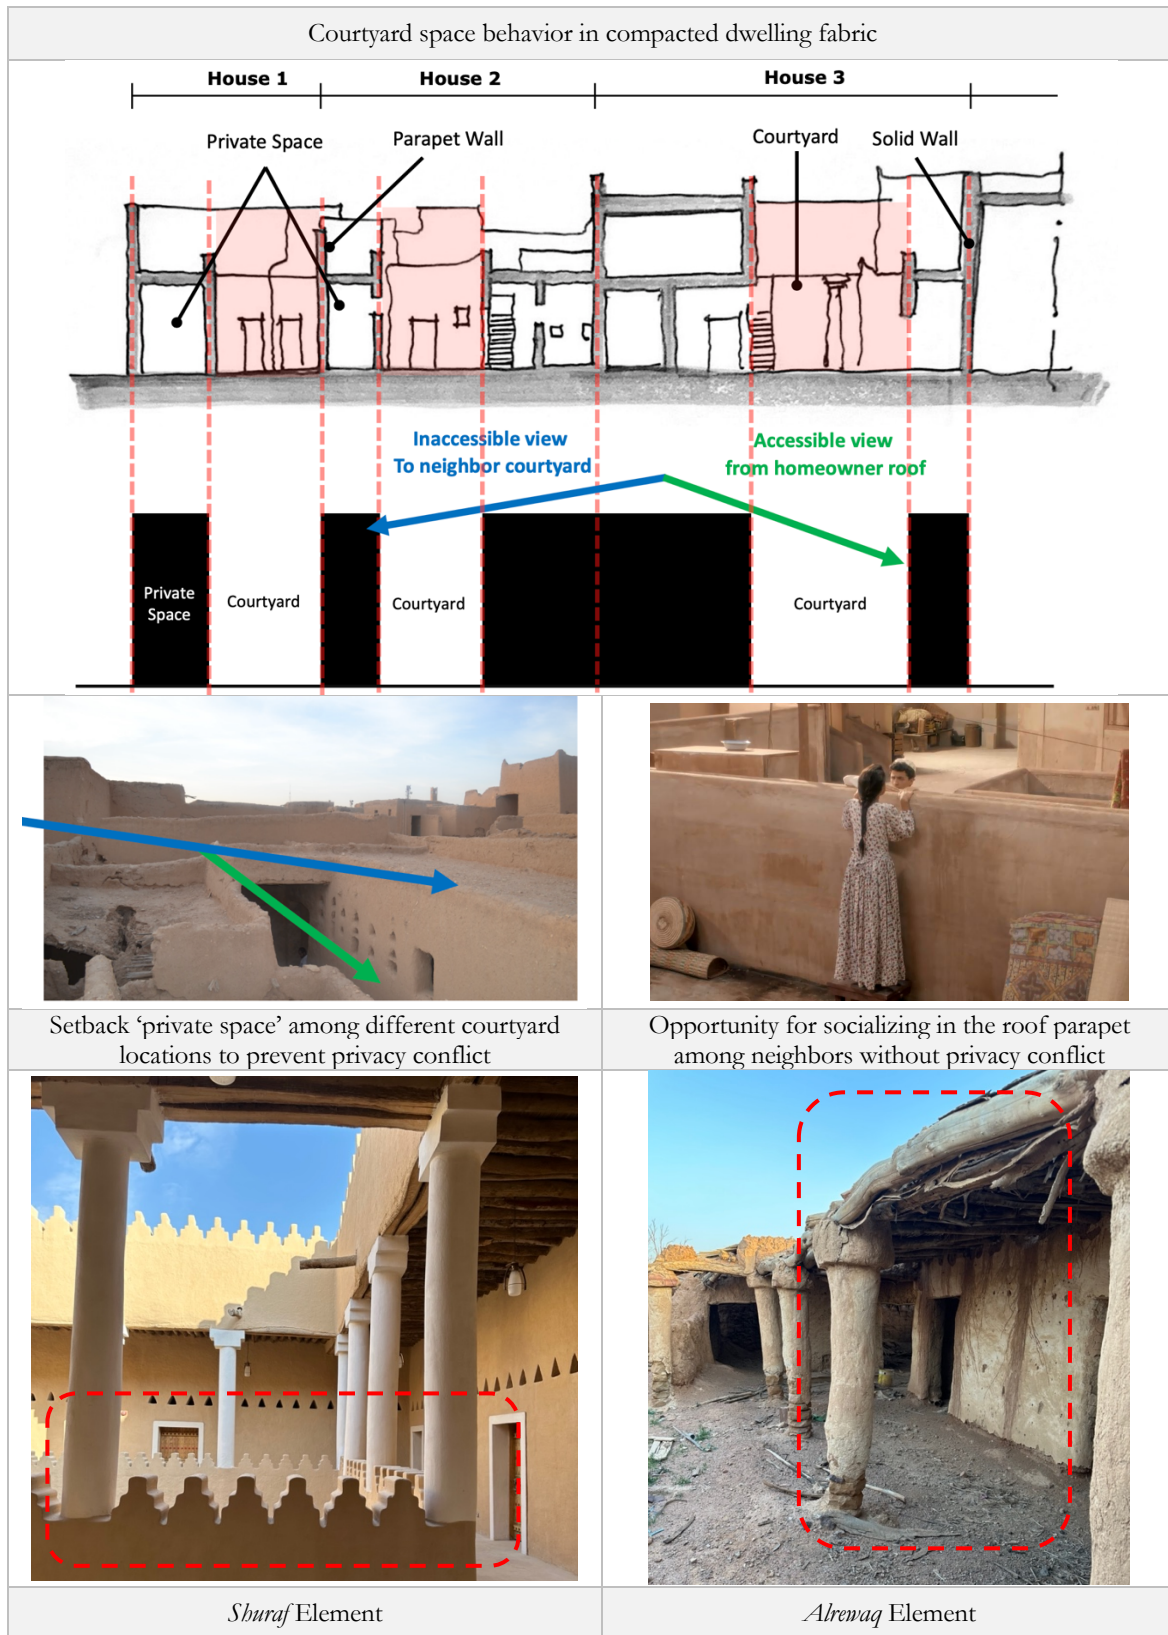 Courtyard space behavior in compacted dwelling fabric
House 1
House 2
House 3
Private Space
Parapet Wall
Courtyard
Solid Wall
Inaccessible view
To neighbor courtyard
Accessible view
from homeowner roof
Private
Space
Courtyard
Courtyard
Courtyard
Setback ‘private space’ among different courtyard
locations to prevent privacy conflict
Opportunity for socializing in the roof parapet
among neighbors without privacy conflict
Shuraf Element
Alrewaq Element